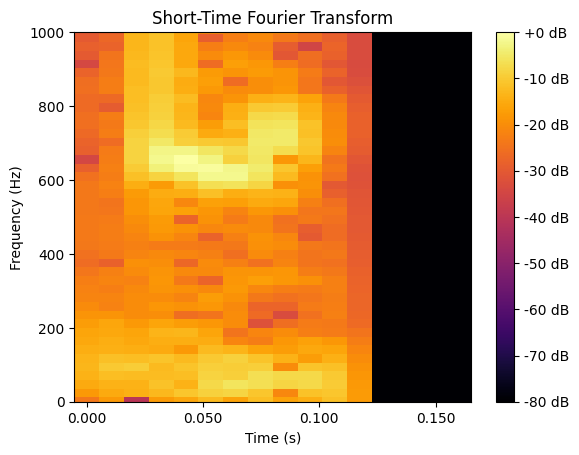 Short-Time Fourier Transform
1000
800
600
400
200
0
Frequency (Hz)
0.000
0.050
0.100
0.150
Time (s)
+0 dB
-10 dB
-20 dB
-30 dB
-40 dB
-50 dB
-60 dB
-70 dB
-80 dB